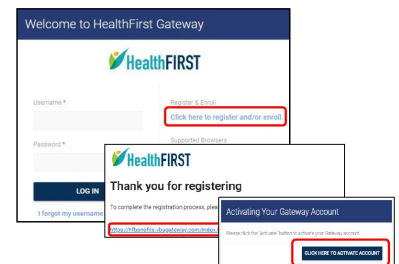 Welcome to HealthFirst Gateway
HealthFIRST
Username *
Register & Enroll
Click here to register and/or enroll.
Password *
Supported Browsers
LOG IN
I forgot my username
HealthFIRST
Thank you for registering
To complete the registration process, plea
https://hfbenefits.vbagateway.com/index.
Activating Your Gateway Account
Please click the "Activate" button to activate your Gateway account
CLICK HERE TO ACTIVATE ACCOUNT